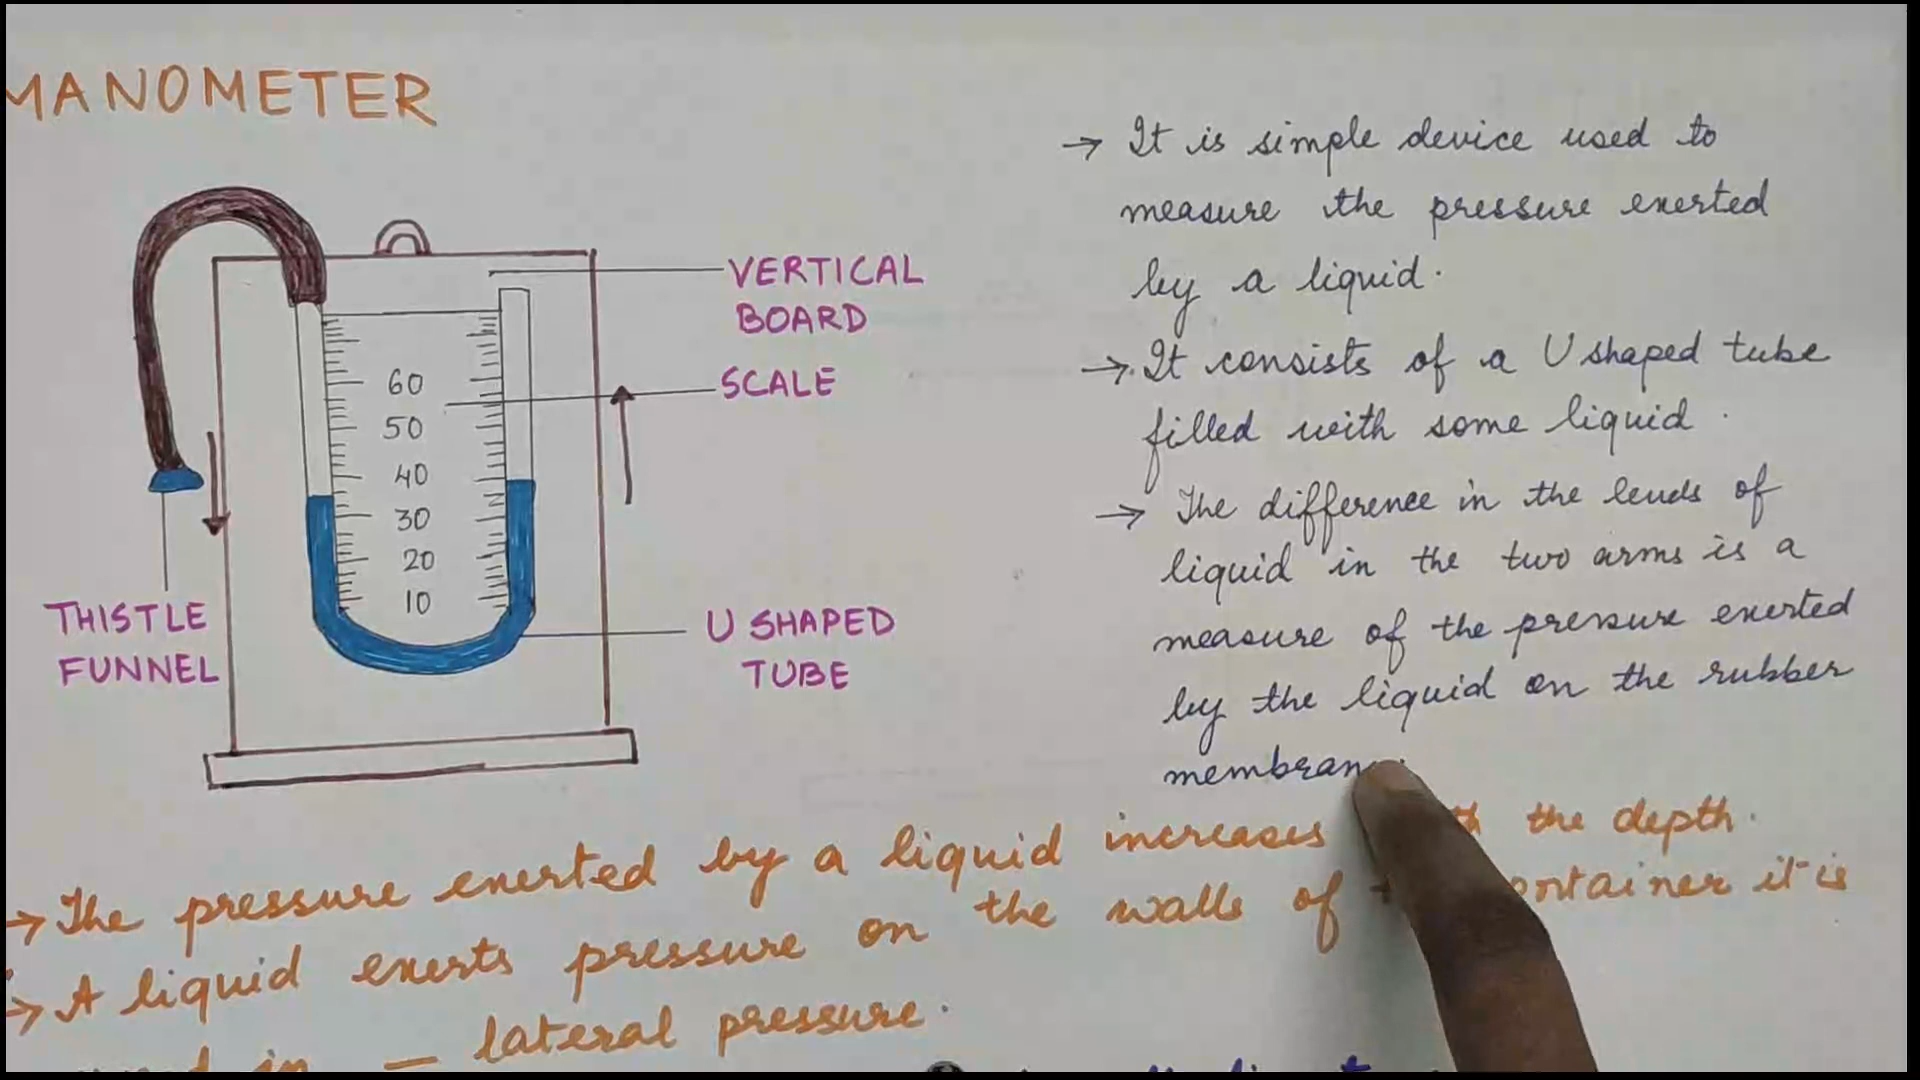 MANOMETER
VERTICAL
BOARD
SCALE
60
50
40
30
20
10
THISTLE
FUNNEL
U SHAPED
TUBE
→ It is simple device used to
measure the pressure exerted
by a liquid.
→ It consists of a U shaped tube
filled with some liquid.
→ The difference in the levels of
liquid in the two arms is a
measure of the pressure exerted
by the liquid on the rubber
membran
→ The pressure exerted by a liquid increases the depth.
→ A liquid exerts pressure on the walls of container it is
lateral pressure.